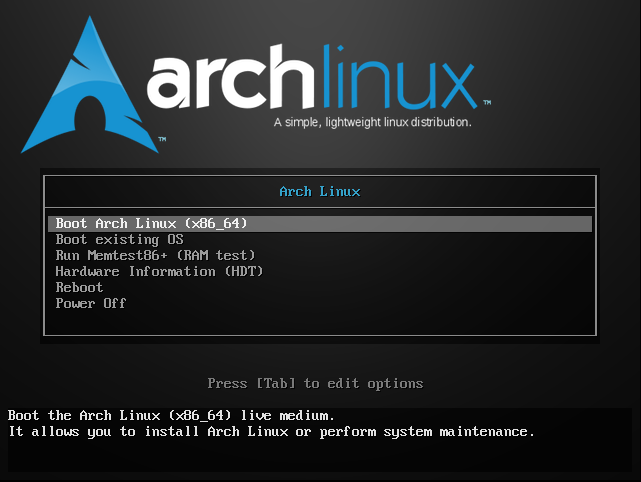 archlinux™
A simple, lightweight linux distribution.
™
Arch Linux
Boot Arch Linux (x86_64)
Boot existing OS
Run Memtest86+ (RAM test)
Hardware Information (HDT)
Reboot
Power Off
Press [Tab] to edit options
Boot the Arch Linux (x86_64) live medium.
It allows you to install Arch Linux or perform system maintenance.